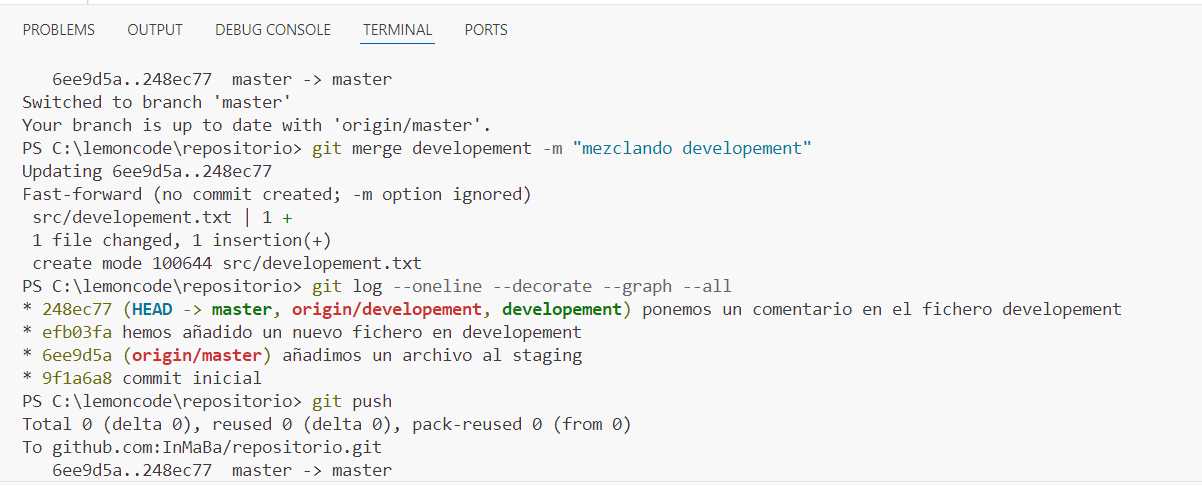 PROBLEMS OUTPUT DEBUG CONSOLE TERMINAL PORTS
6ee9d5a..248ec77 master -> master
Switched to branch 'master'
Your branch is up to date with 'origin/master'.
PS C:\lemoncode\repositorio> git merge developement -m "mezclando developement"
Updating 6ee9d5a..248ec77
Fast-forward (no commit created; -m option ignored)
src/developement.txt | 1 +
1 file changed, 1 insertion(+)
create mode 100644 src/developement.txt
PS C:\lemoncode\repositorio> git log --oneline --decorate --graph --all
* 248ec77 (HEAD -> master, origin/developement, developement) ponemos un comentario en el fichero developement
* efb03fa hemos añadido un nuevo fichero en developement
* 6ee9d5a (origin/master) añadimos un archivo al staging
* 9f1a6a8 commit inicial
PS C:\lemoncode\repositorio> git push
Total 0 (delta 0), reused 0 (delta 0), pack-reused 0 (from 0)
To github.com:InMaBa/repositorio.git
6ee9d5a..248ec77 master -> master